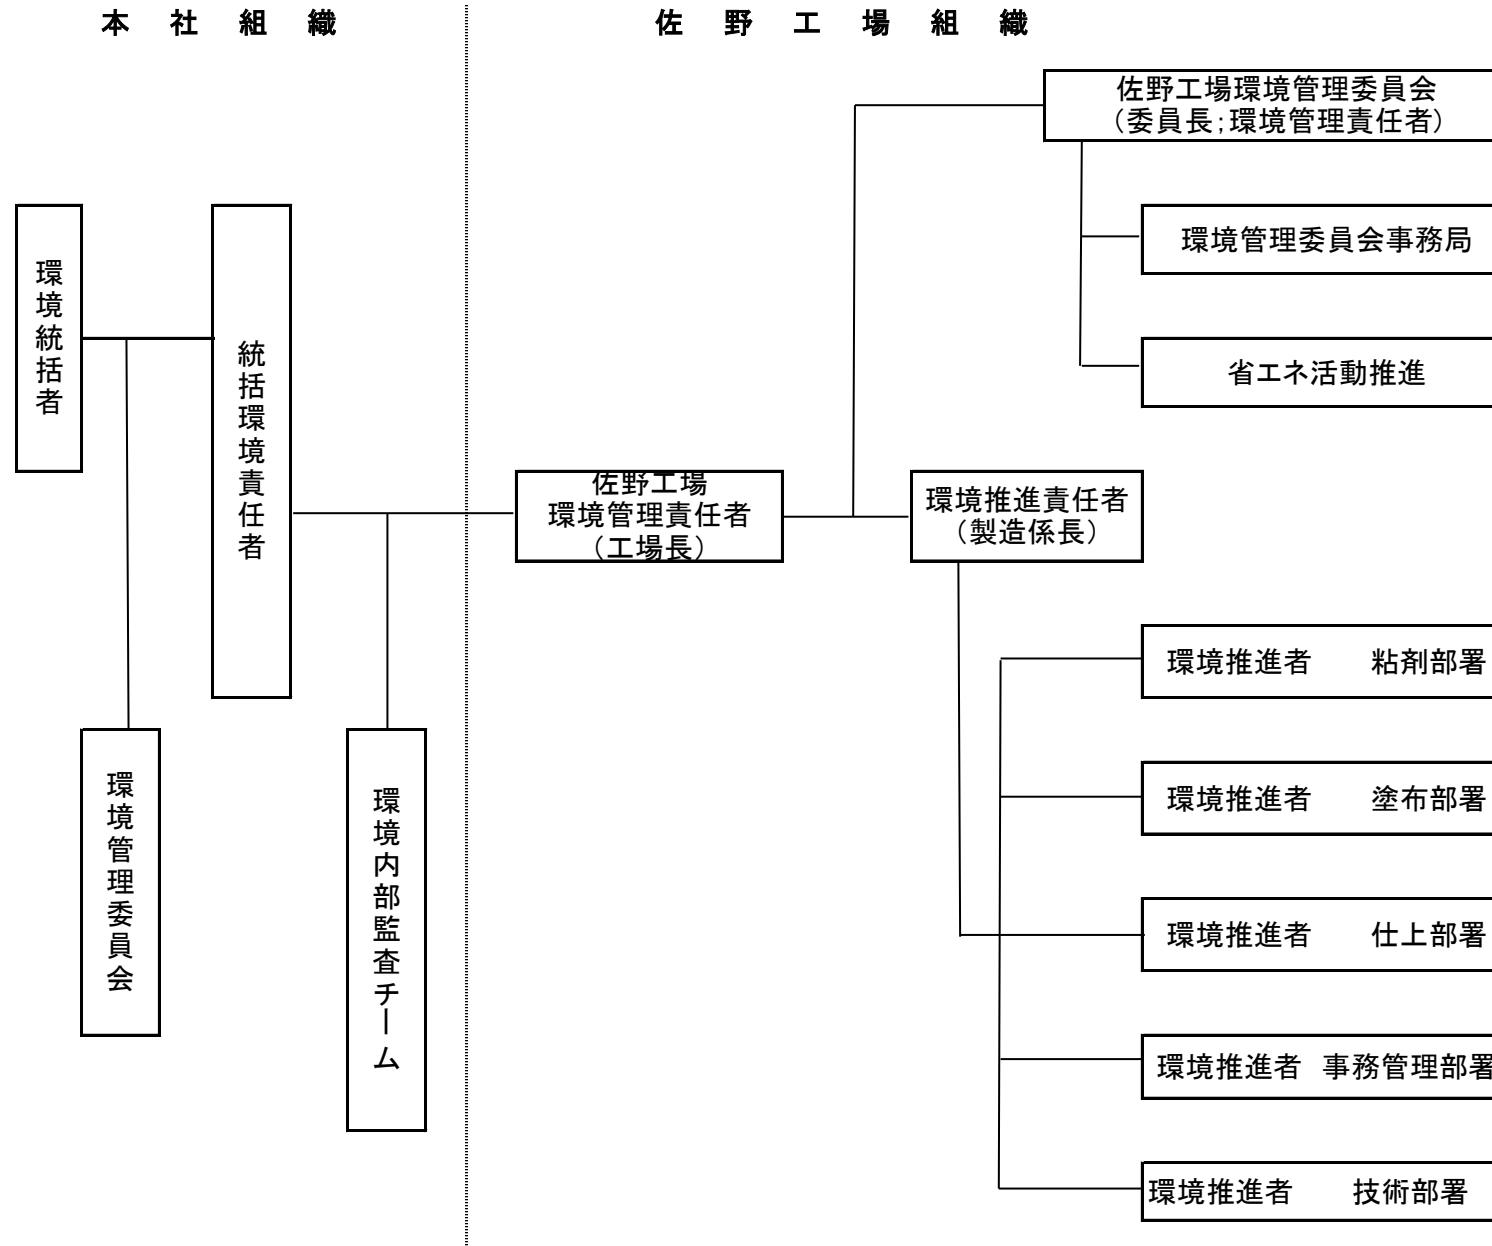 本社組織
佐野工場組織
佐野工場環境管理委員会
（委員長；環境管理責任者）
環境管理委員会事務局
省エネ活動推進
環境統括者
統括環境責任者
佐野工場
環境管理責任者
（工場長）
環境推進責任者
（製造係長）
環境管理委員会
環境内部監査チーム
環境推進者　　粘剤部署
環境推進者　　塗布部署
環境推進者　　仕上部署
環境推進者　事務管理部署
環境推進者　　技術部署